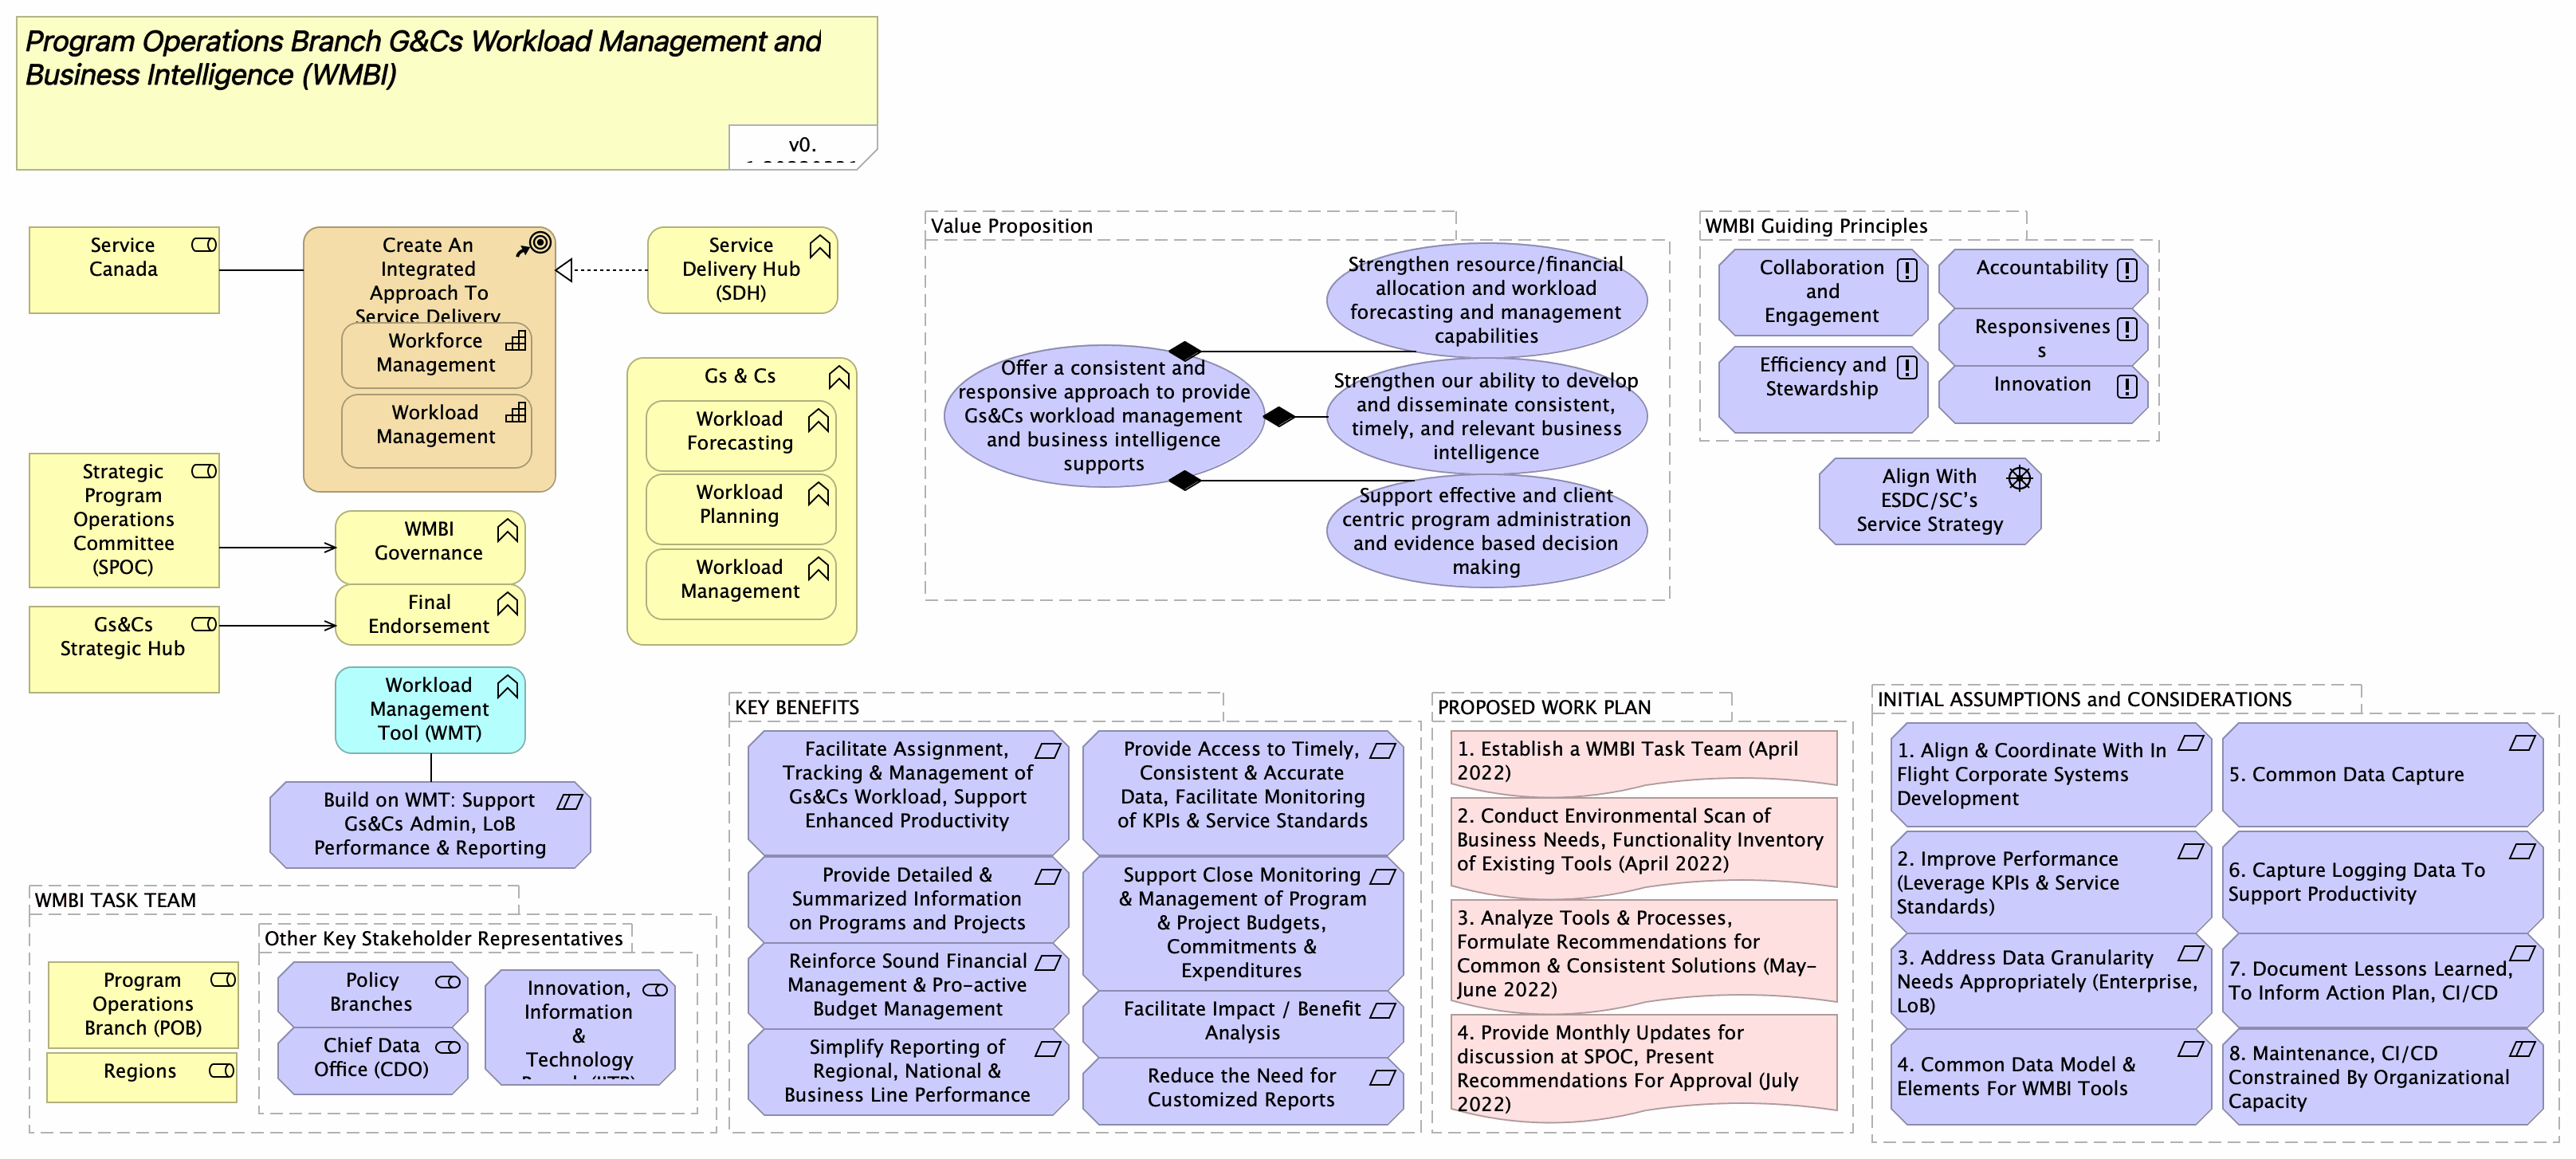 Program Operations Branch G&Cs Workload Management and
Business Intelligence (WMBI)
v0.
Service
Canada
Create An
Integrated
Approach To
Service Delivery
Workforce
Management
Workload
Management
Service
Delivery Hub
(SDH)
Strategic
Program
Operations
Committee
(SPOC)
WMBI
Governance
Final
Endorsement
Gs&Cs
Strategic Hub
Gs & Cs
Workload
Forecasting
Workload
Planning
Workload
Management
Workload
Management
Tool (WMT)
Build on WMT: Support
Gs&Cs Admin, LoB
Performance & Reporting
Value Proposition
Offer a consistent and
responsive approach to provide
Gs&Cs workload management
and business intelligence
supports
Strengthen resource/financial
allocation and workload
forecasting and management
capabilities
Strengthen our ability to develop
and disseminate consistent,
timely, and relevant business
intelligence
Support effective and client
centric program administration
and evidence based decision
making
WMBI Guiding Principles
Collaboration
and
Engagement
Efficiency and
Stewardship
Accountability
Responsivenes
s
Innovation
Align With
ESDC/SC's
Service Strategy
WMBI TASK TEAM
Program
Operations
Branch (POB)
Regions
Other Key Stakeholder Representatives
Policy
Branches
Chief Data
Office (CDO)
Innovation,
Information
&
Technology
KEY BENEFITS
Facilitate Assignment,
Tracking & Management of
Gs&Cs Workload, Support
Enhanced Productivity
Provide Detailed &
Summarized Information
on Programs and Projects
Reinforce Sound Financial
Management & Pro-active
Budget Management
Simplify Reporting of
Regional, National &
Business Line Performance
Provide Access to Timely,
Consistent & Accurate
Data, Facilitate Monitoring
of KPIs & Service Standards
Support Close Monitoring
& Management of Program
& Project Budgets,
Commitments &
Expenditures
Facilitate Impact / Benefit
Analysis
Reduce the Need for
Customized Reports
PROPOSED WORK PLAN
1. Establish a WMBI Task Team (April
2022)
2. Conduct Environmental Scan of
Business Needs, Functionality Inventory
of Existing Tools (April 2022)
3. Analyze Tools & Processes,
Formulate Recommendations for
Common & Consistent Solutions (May-
June 2022)
4. Provide Monthly Updates for
discussion at SPOC, Present
Recommendations For Approval (July
2022)
INITIAL ASSUMPTIONS and CONSIDERATIONS
1. Align & Coordinate With In
Flight Corporate Systems
Development
2. Improve Performance
(Leverage KPIs & Service
Standards)
3. Address Data Granularity
Needs Appropriately (Enterprise,
LoB)
4. Common Data Model &
Elements For WMBI Tools
5. Common Data Capture
6. Capture Logging Data To
Support Productivity
7. Document Lessons Learned,
To Inform Action Plan, CI/CD
8. Maintenance, CI/CD
Constrained By Organizational
Capacity